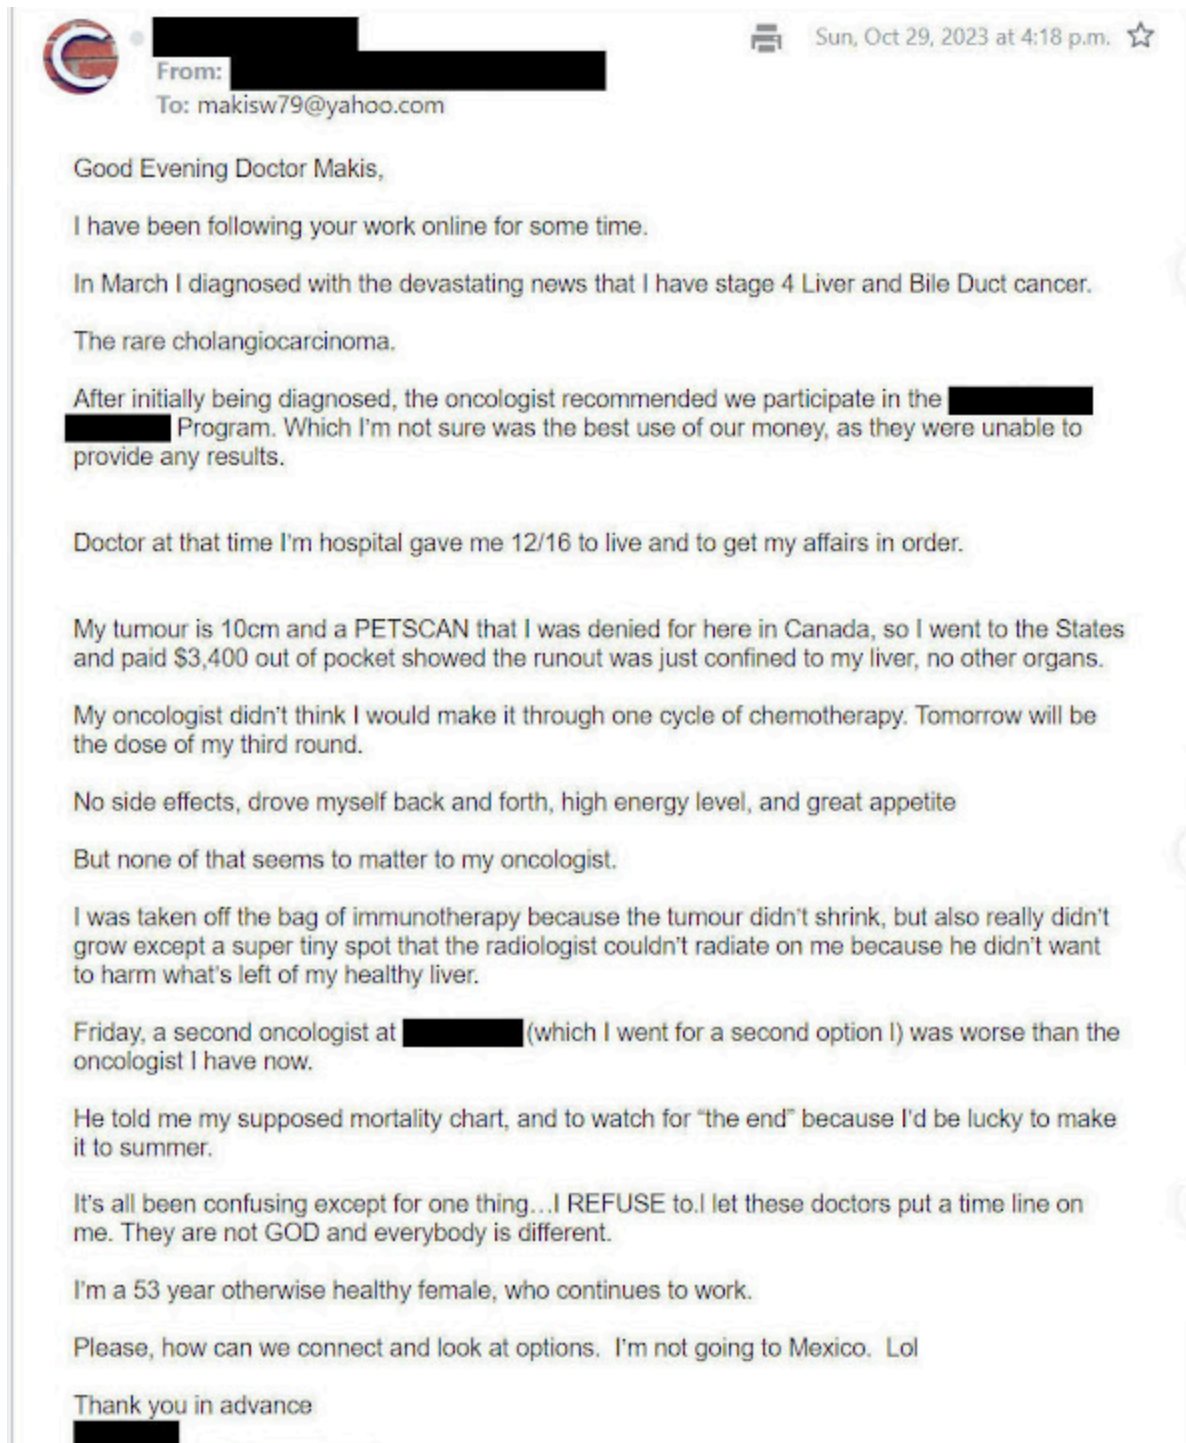 C
Sun, Oct 29, 2023 at 4:18 p.m.
From:
To: makisw79@yahoo.com
Good Evening Doctor Makis,
I have been following your work online for some time.
In March I diagnosed with the devastating news that I have stage 4 Liver and Bile Duct cancer.
The rare cholangiocarcinoma.
After initially being diagnosed, the oncologist recommended we participate in the
Program. Which I'm not sure was the best use of our money, as they were unable to
provide any results.
Doctor at that time I'm hospital gave me 12/16 to live and to get my affairs in order.
My tumour is 10cm and a PETSCAN that I was denied for here in Canada, so I went to the States
and paid $3,400 out of pocket showed the runout was just confined to my liver, no other organs.
My oncologist didn't think I would make it through one cycle of chemotherapy. Tomorrow will be
the dose of my third round.
No side effects, drove myself back and forth, high energy level, and great appetite
But none of that seems to matter to my oncologist.
I was taken off the bag of immunotherapy because the tumour didn't shrink, but also really didn't
grow except a super tiny spot that the radiologist couldn't radiate on me because he didn't want
to harm what's left of my healthy liver.
Friday, a second oncologist at (which I went for a second option I) was worse than the
oncologist I have now.
He told me my supposed mortality chart, and to watch for “the end” because I'd be lucky to make
it to summer.
It's all been confusing except for one thing…I REFUSE to.I let these doctors put a time line on
me. They are not GOD and everybody is different.
I'm a 53 year otherwise healthy female, who continues to work.
Please, how can we connect and look at options.  I'm not going to Mexico.  Lol
Thank you in advance